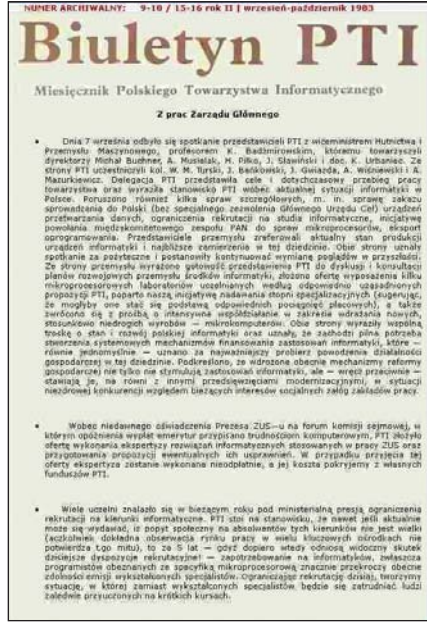 NUMER ARCHIWALNY: 9-10 / 15-16 rok II | wrzesień-październik 1983
Biuletyn PTI
Miesięcznik Polskiego Towarzystwa Informatycznego
Z prac Zarządu Głównego
• Dnia 7 września odbyło się spotkanie przedstawicieli PTI z wiceministrem Hutnictwa i
Przemysłu Maszynowego, profesorem K. Badźmirowskim, któremu towarzyszyli
dyrektorzy Michał Buchner, A. Musielak, M. Piłko, J. Sławiński i doc. K. Urbaniec. Ze
strony PTI uczestniczyli kol. W. M. Turski, J. Bańkowski, J. Gwiazda, A. Wiśniewski i A.
Mazurkiewicz. Delegacja PTI przedstawiła cele i dotychczasowy przebieg pracy
towarzystwa oraz wyraziła stanowisko PTI wobec aktualnej sytuacji informatyki w
Polsce. Poruszono również kilka spraw szczegółowych, m. in. sprawę zakazu
sprowadzania do Polski (bez specjalnego zezwolenia Głównego Urzędu Ceł) urządzeń
przetwarzania danych, ograniczenia rekrutacji na studia informatyczne, inicjatywę
powołania międzykomitetowego zespołu PAN do spraw mikroprocesorów, eksport
oprogramowania. Przedstawiciele przemysłu zreferowali aktualny stan produkcji
urządzeń informatyki i najbliższe zamierzenia w tej dziedzinie. Obie strony uznały
spotkanie za pożyteczne i postanowiły kontynuować wymianę poglądów w przyszłości.
Ze strony przemysłu wyrażono gotowość przedstawienia PTI do dyskusji i konsultacji
planów rozwojowych przemysłu środków informatyki, złożono ofertę wyposażenia kilku
mikroprocesorowych laboratoriów uczelnianych według odpowiednio uzasadnionych
propozycji PTI, poparto naszą inicjatywę nadawania stopni specjalizacyjnych (sugerując,
że mogłyby one stać się podstawą odpowiednich posunięć płacowych), a także
zwrócono się z prośbą o intensywne współdziałanie w zakresie wdrażania nowych,
stosunkowo niedrogich wyrobów — mikrokomputerów. Obie strony wyraziły wspólną
troskę o stan i rozwój polskiej informatyki oraz uznały, że zachodzi pilna potrzeba
stworzenia systemowych mechanizmów finansowania zastosowań informatyki, które —
równie jednomyślnie — uznano za najważniejszy probierz powodzenia działalności
gospodarczej w tej dziedzinie. Podkreślono, że wdrożone obecnie mechanizmy reformy
gospodarczej nie tylko nie stymulują zastosowań informatyki, ale — wręcz przeciwnie —
stawiają je, na równi z innymi przedsięwzięciami modernizacyjnymi, w sytuacji
niezdrowej konkurencji względem bieżących interesów socjalnych załóg zakładów pracy.
• Wobec niedawnego oświadczenia Prezesa ZUS—u na forum komisji sejmowej, w
którym opóźnienia wypłat emerytur przypisano trudnościom komputerowym, PTI złożyło
ofertę wykonania ekspertyzy rozwiązań informatycznych stosowanych w pracy ZUS oraz
przygotowania propozycji ewentualnych ich usprawnień. W przypadku przyjęcia tej
oferty ekspertyza zostanie wykonana nieodpłatnie, a jej koszta pokryjemy z własnych
funduszów PTI.
• Wiele uczelni znalazło się w bieżącym roku pod ministerialną presją ograniczenia
rekrutacji na kierunki informatyczne. PTI stoi na stanowisku, że nawet jeśli aktualnie
może się wydawać, iż popyt społeczny na absolwentów tych kierunków nie jest wielki
(aczkolwiek dokładna obserwacja rynku pracy w wielu kluczowych ośrodkach nie
potwierdza tgo mitu), to za 5 lat — gdyż dopiero wtedy odniosą widoczny skutek
dzisiejsze dyspozycje rekrutacyjne! — zapotrzebowanie na informatyków, zwłaszcza
programistów obeznanych ze specyfiką mikroprocesorową znacznie przekroczy obecne
zdolności emisji wykształconych specjalistów. Ograniczając rekrutację dzisiaj, tworzymy
sytuację, w której zamiast wykształconych specjalistów będzie się zatrudniać ludzi
zaledwie przyuczonych na krótkich kursach.